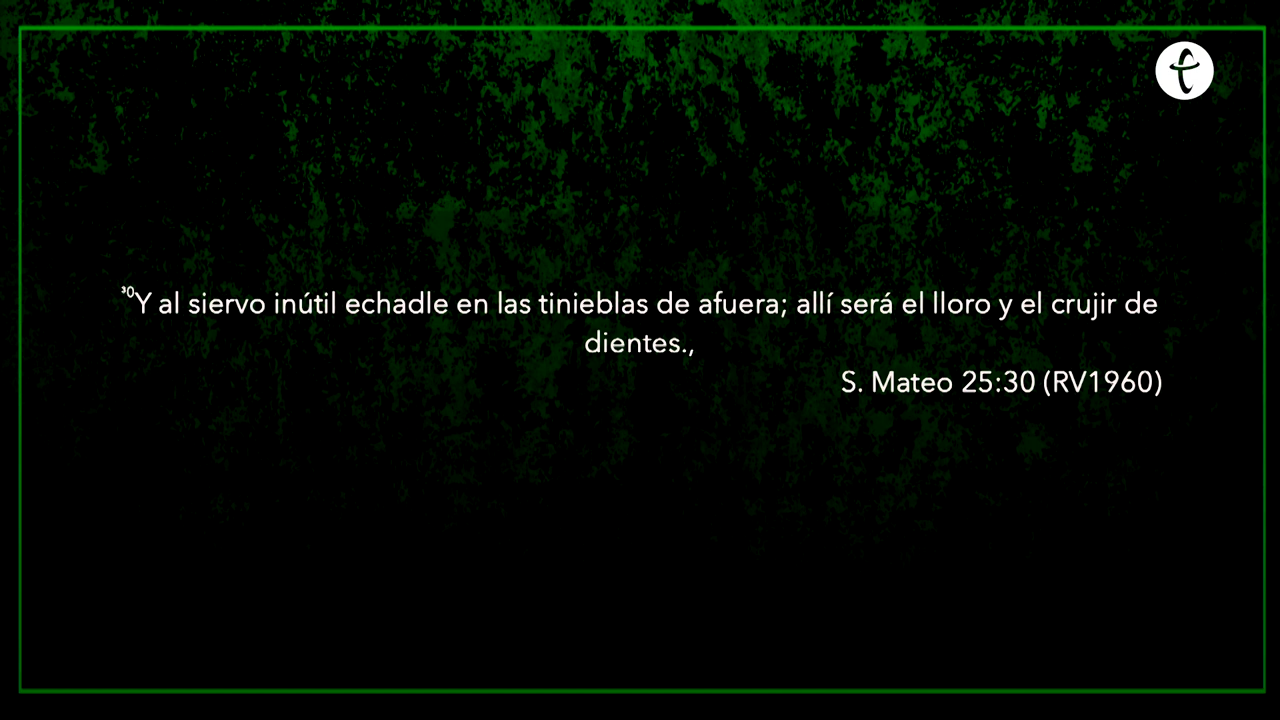 ³⁰Y al siervo inútil echadle en las tinieblas de afuera; allí será el lloro y el crujir de
dientes.,
S. Mateo 25:30 (RV1960)